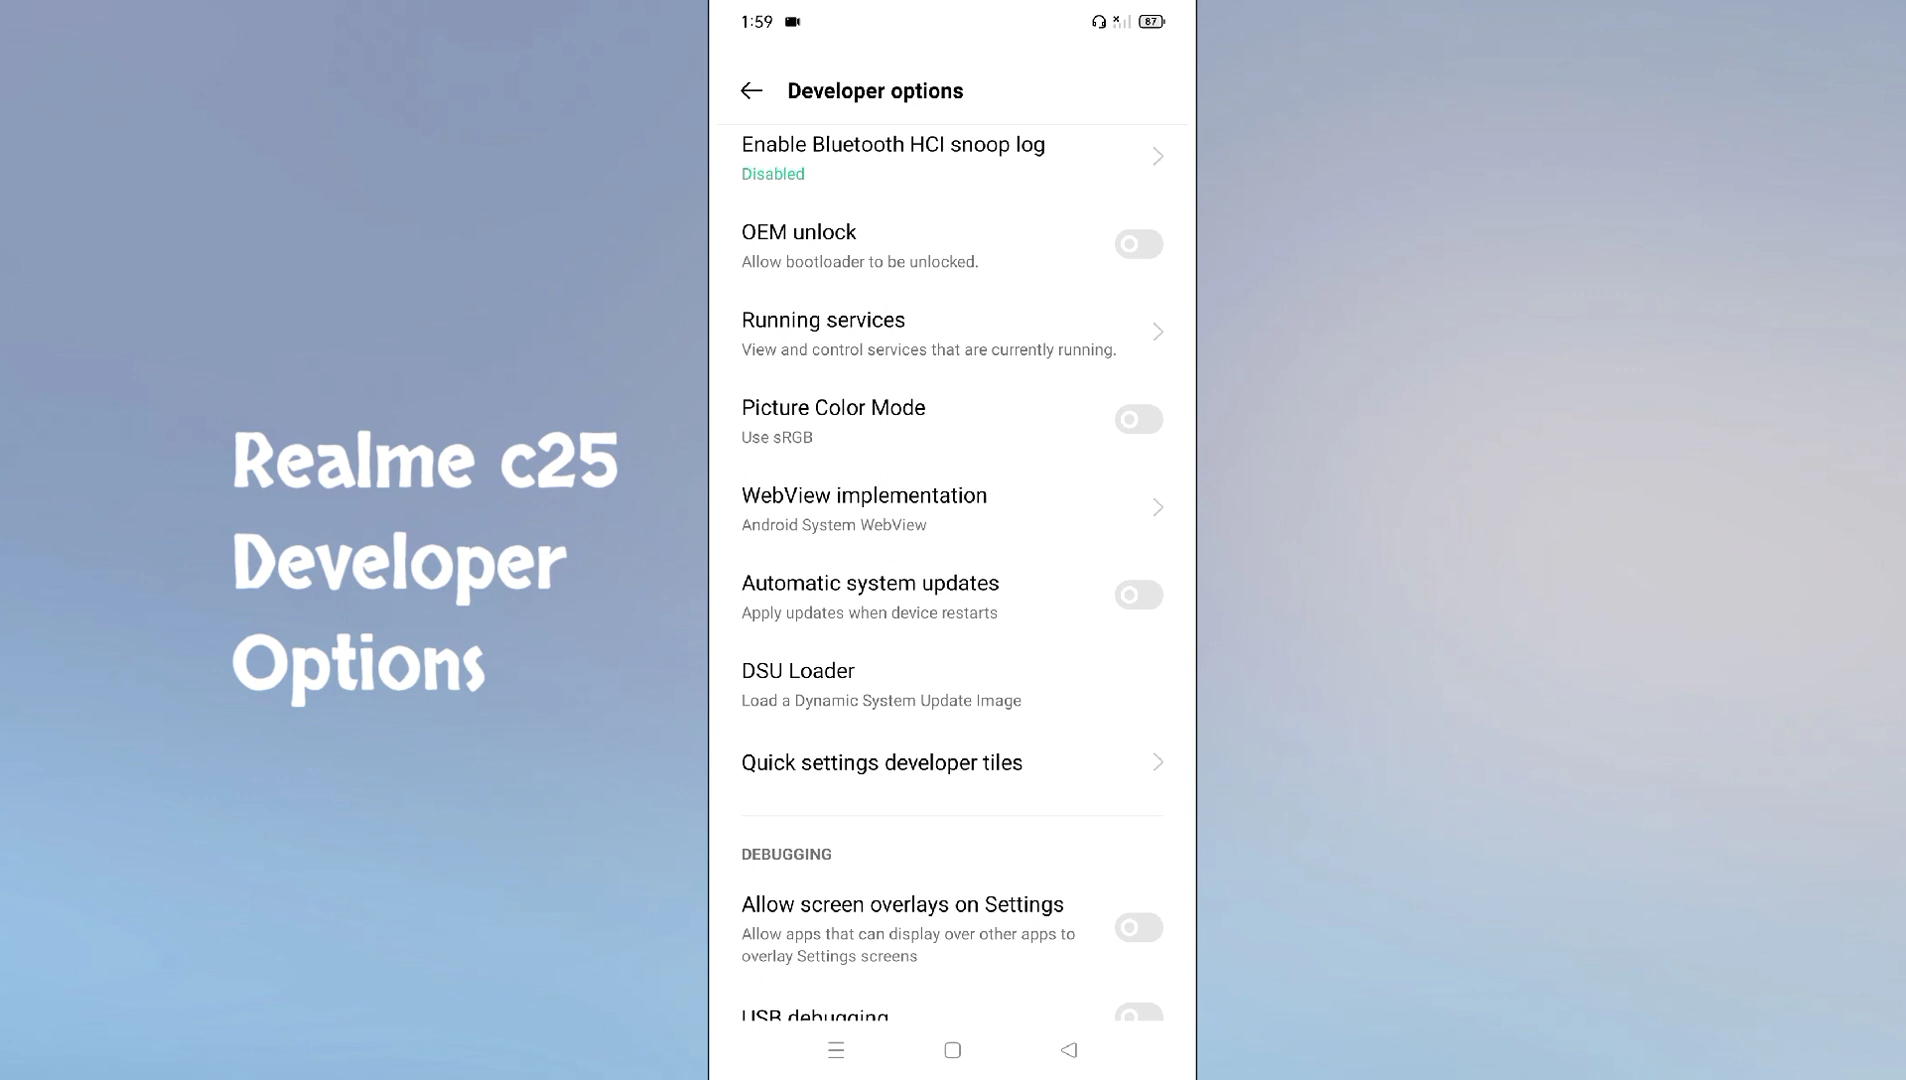 Realme c25
Developer
Options
1:59
87
Developer options
Enable Bluetooth HCI snoop log
Disabled
OEM unlock
Allow bootloader to be unlocked.
Running services
View and control services that are currently running.
Picture Color Mode
Use sRGB
WebView implementation
Android System WebView
Automatic system updates
Apply updates when device restarts
DSU Loader
Load a Dynamic System Update Image
Quick settings developer tiles
DEBUGGING
Allow screen overlays on Settings
Allow apps that can display over other apps to
overlay Settings screens
USB debugging